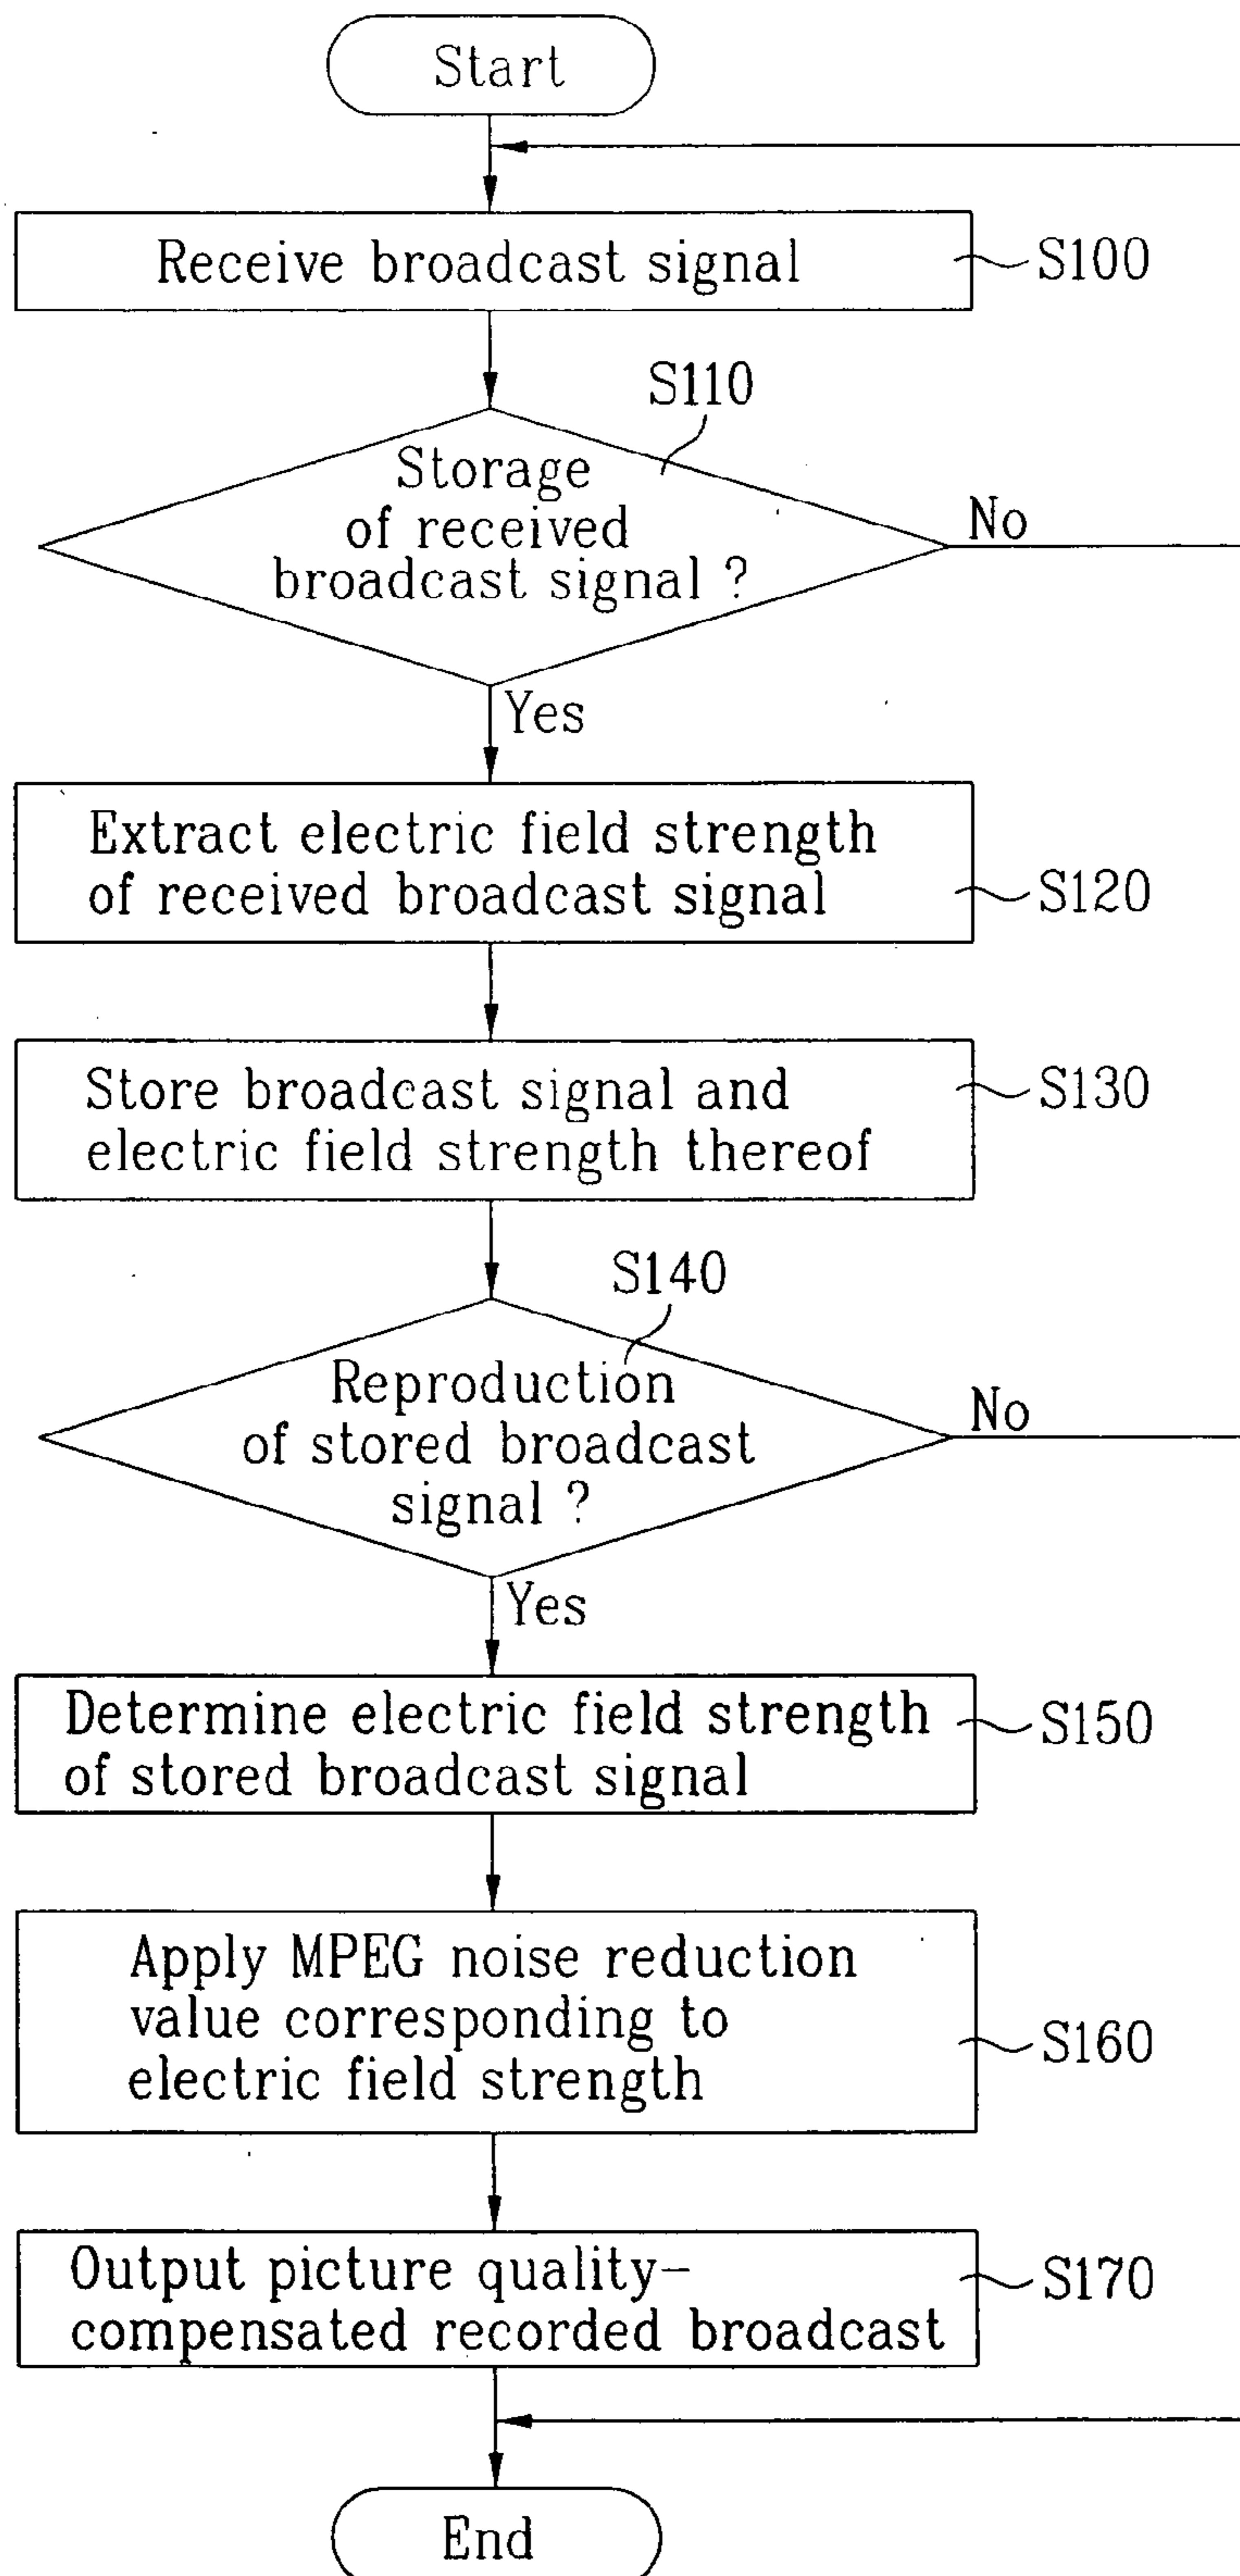 Start
Receive broadcast signal
S100
S110
Storage
of received
broadcast signal ?
No
Yes
Extract electric field strength
of received broadcast signal
S120
Store broadcast signal and
electric field strength thereof
S130
S140
Reproduction
of stored broadcast
signal ?
No
Yes
Determine electric field strength
of stored broadcast signal
S150
Apply MPEG noise reduction
value corresponding to
electric field strength
S160
Output picture quality-
compensated recorded broadcast
S170
End